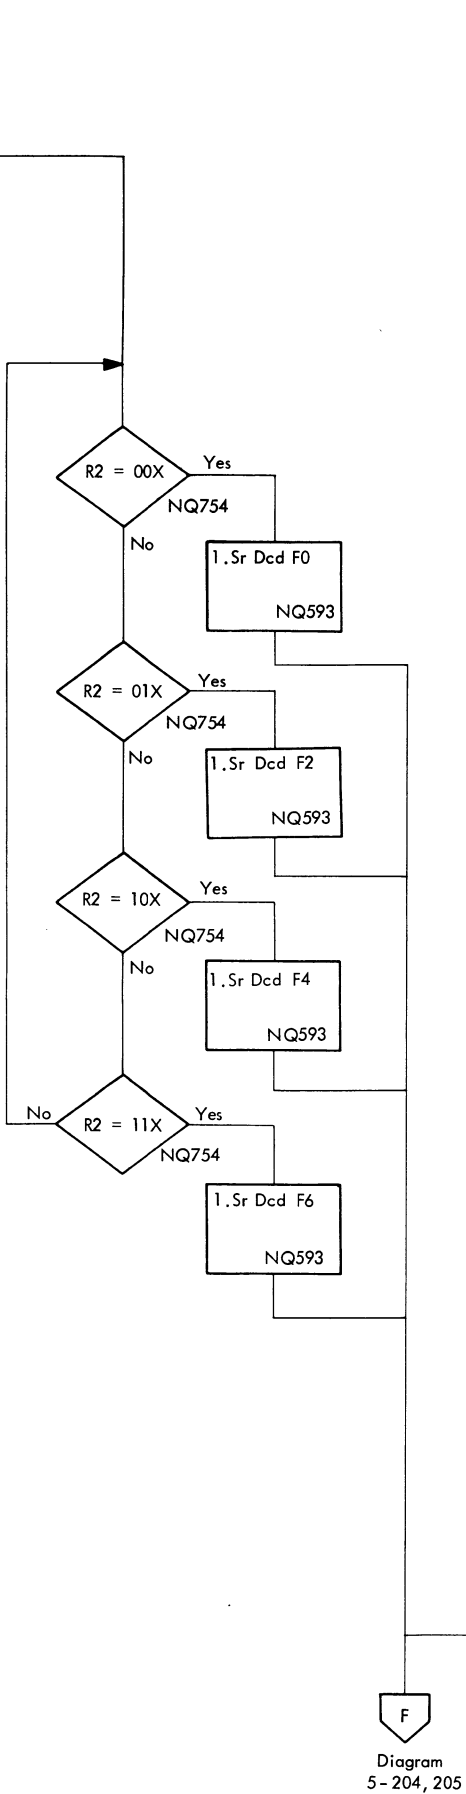 Yes
R2 = 00X
NQ754
No
1.Sr Dcd F0
NQ593
Yes
R2 = 01X
NQ754
No
1.Sr Dcd F2
NQ593
Yes
R2 = 10X
NQ754
No
1.Sr Dcd F4
NQ593
No
Yes
R2 = 11X
NQ754
1.Sr Dcd F6
NQ593
F
Diagram
5-204, 205